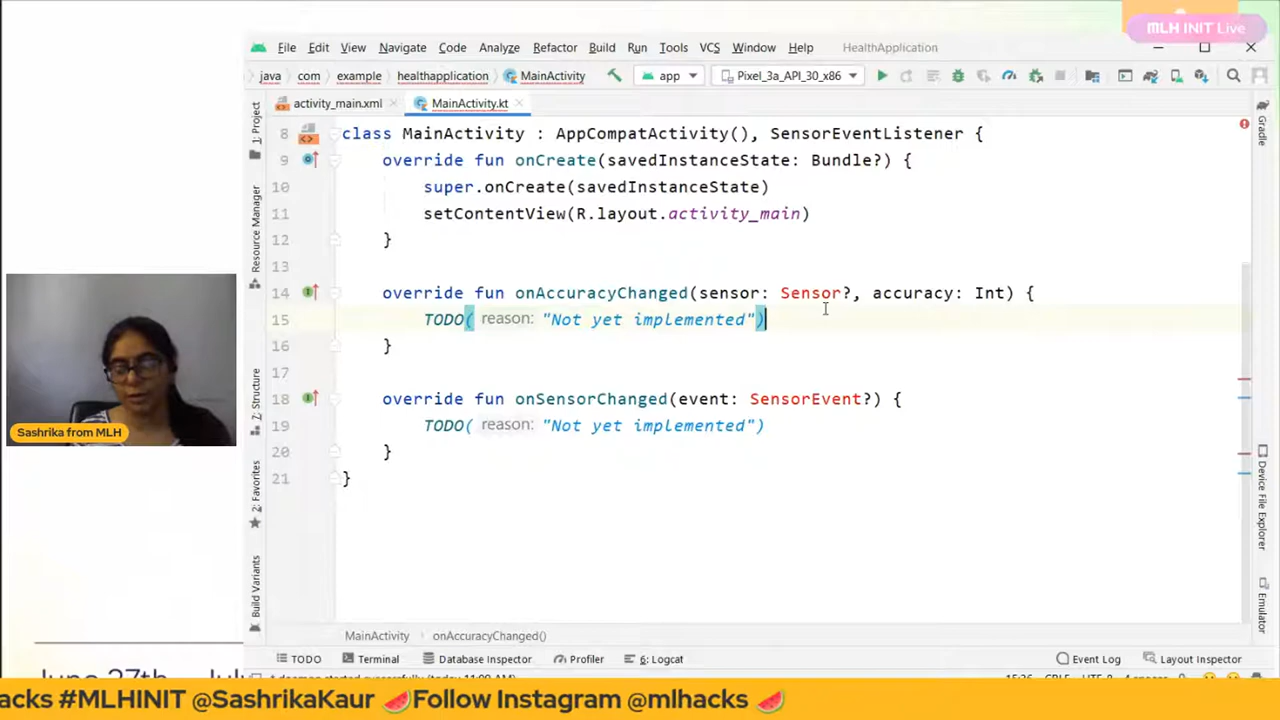 MLH INIT Live
File Edit View Navigate Code Analyze Refactor Build Run Tools VCS Window Help HealthApplication
java com example healthapplication MainActivity app Pixel_3a_API_30_x86
activity_main.xml MainActivity.kt
8 class MainActivity : AppCompatActivity(), SensorEventListener {
9 override fun onCreate(savedInstanceState: Bundle?) {
10 super.onCreate(savedInstanceState)
11 setContentView(R.layout.activity_main)
12 }
13
14 override fun onAccuracyChanged(sensor: Sensor?, accuracy: Int) {
15 TODO( reason: "Not yet implemented")
16 }
17
18 override fun onSensorChanged(event: SensorEvent?) {
19 TODO( reason: "Not yet implemented")
20 }
21 }
1: Project
Resource Manager
7: Structure
2: Favorites
Build Variants
Gradle
Device File Explorer
Emulator
Sashrika from MLH
MainActivity onAccuracyChanged()
TODO Terminal Database Inspector Profiler 6: Logcat Event Log Layout Inspector
June 27th
hacks #MLHINIT @SashrikaKaur 🍉Follow Instagram @mlhacks 🍉